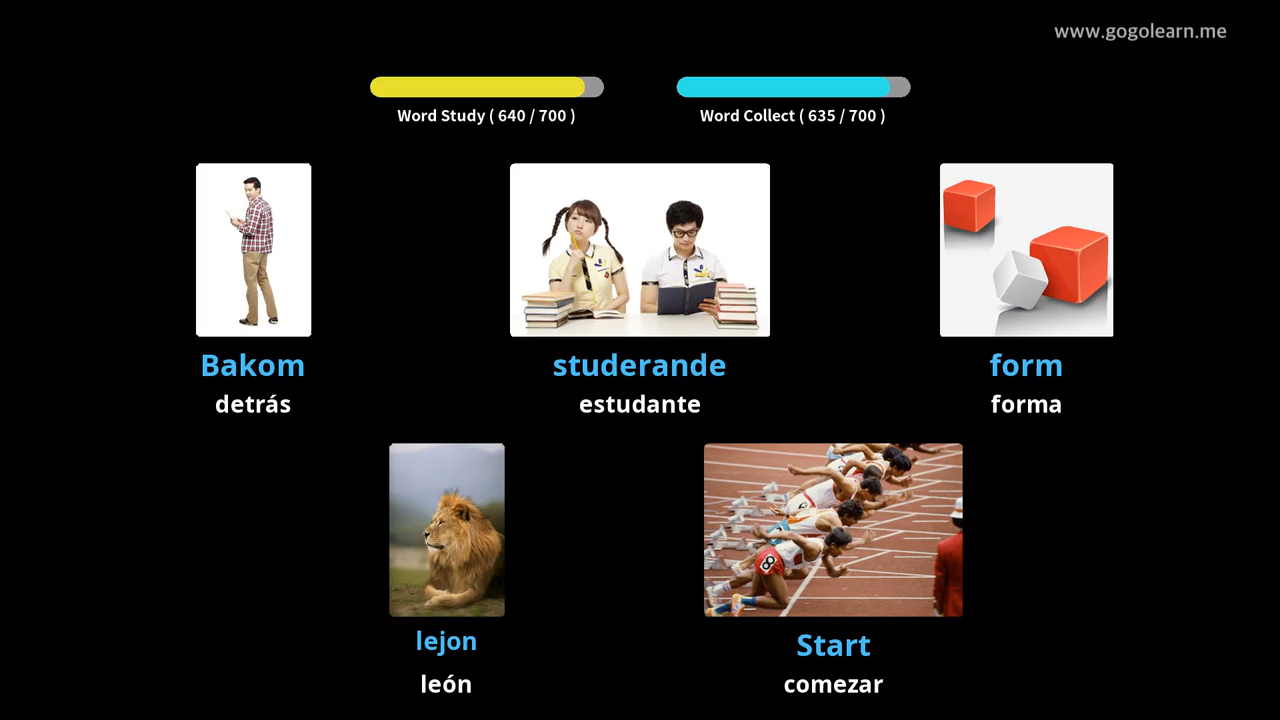 www.gogolearn.me
Word Study ( 640 / 700 )
Word Collect ( 635 / 700 )
Bakom
detrás
studerande
estudante
form
forma
lejon
león
Start
comezar
8